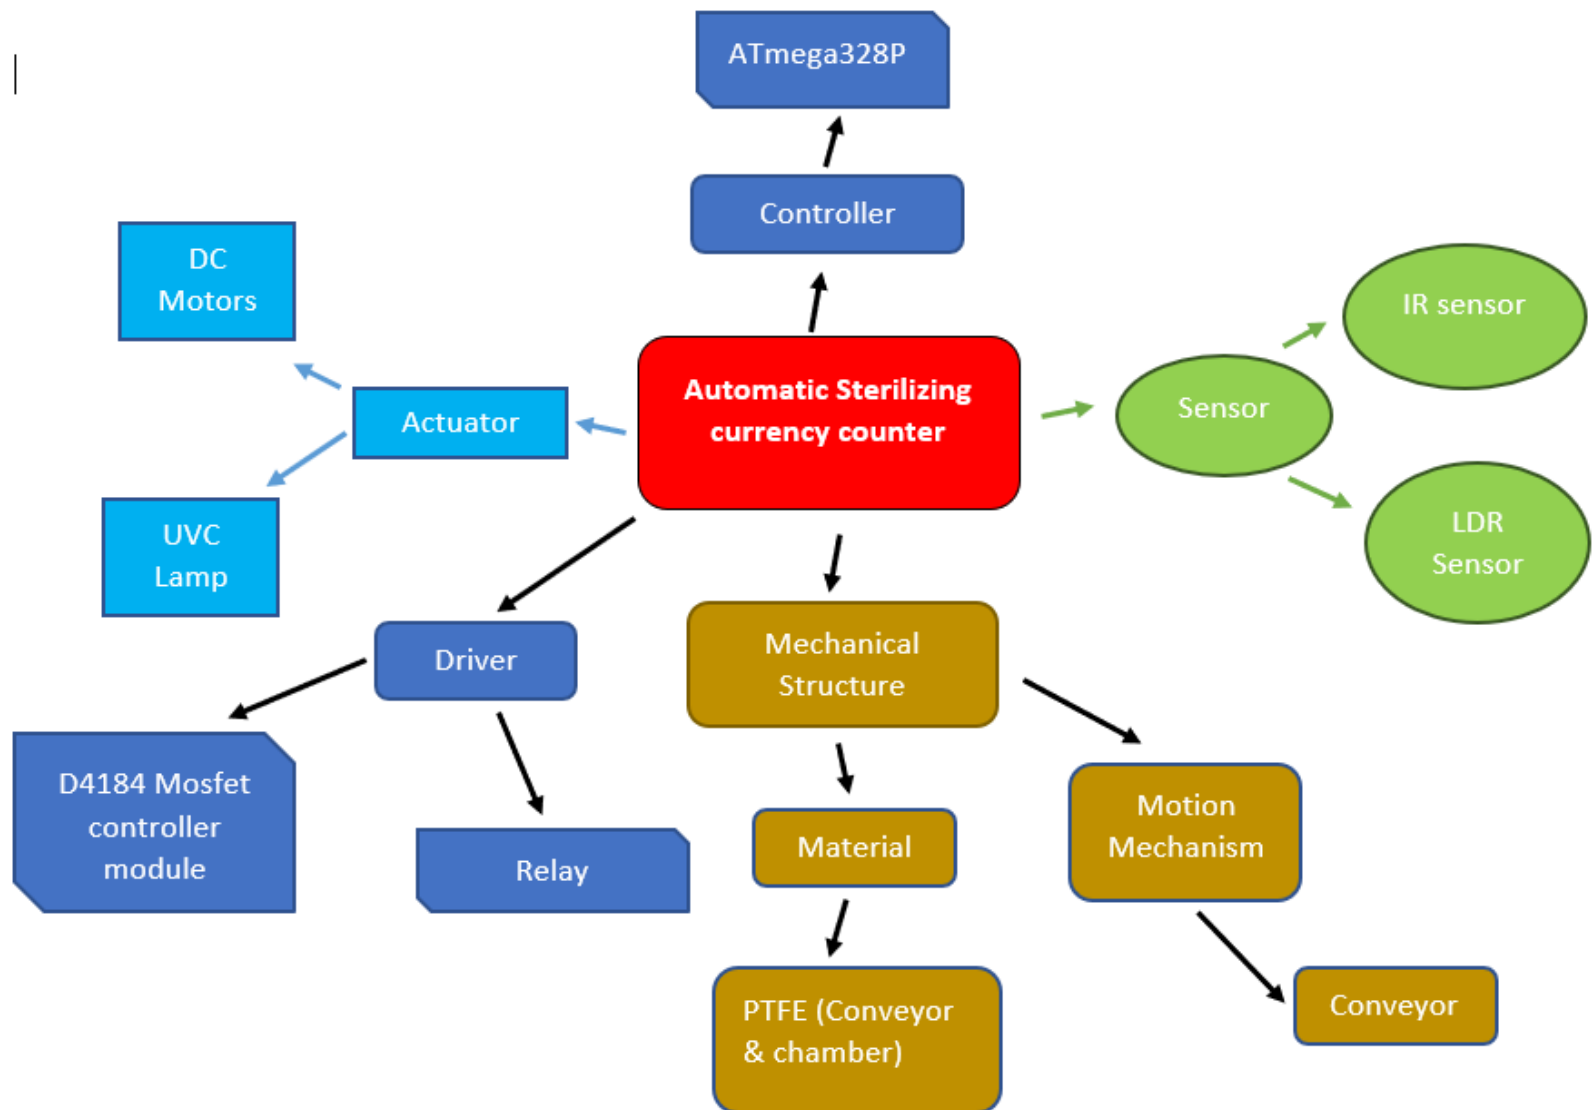 ATmega328P
Controller
DC
Motors
IR sensor
Automatic Sterilizing
currency counter
Sensor
Actuator
UVC
Lamp
LDR
Sensor
Driver
Mechanical
Structure
D4184 Mosfet
controller
module
Relay
Material
Motion
Mechanism
PTFE (Conveyor
& chamber)
Conveyor